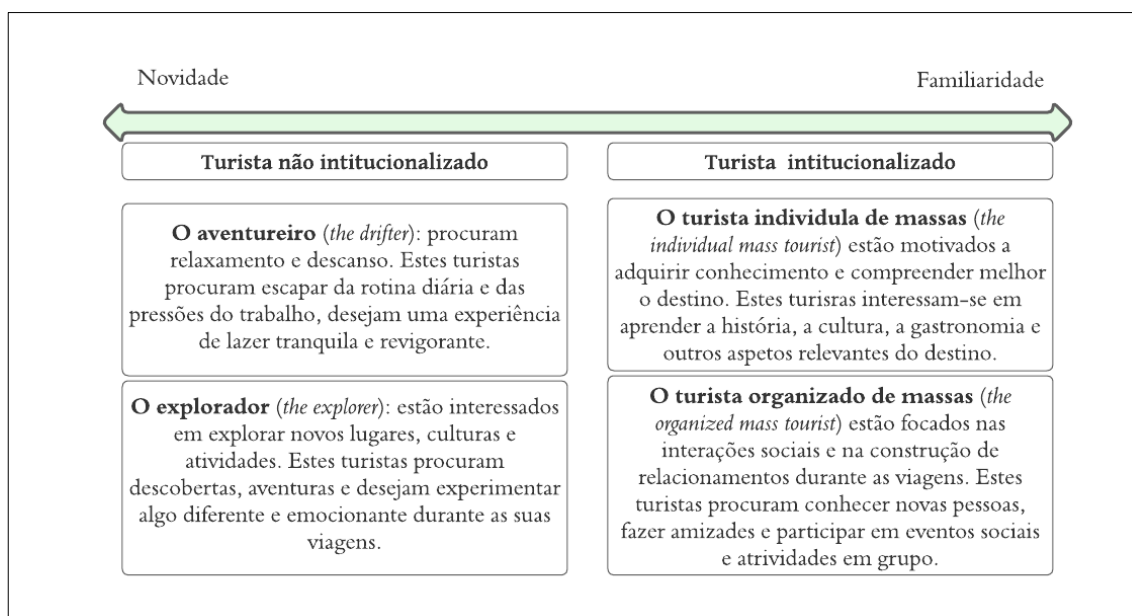 Novidade
Familiaridade
Turista não intitucionalizado
Turista intitucionalizado
O aventureiro (the drifter): procuram
relaxamento e descanso. Estes turistas
procuram escapar da rotina diária e das
pressões do trabalho, desejam uma experiência
de lazer tranquila e revigorante.
O explorador (the explorer): estão interessados
em explorar novos lugares, culturas e
atividades. Estes turistas procuram
descobertas, aventuras e desejam experimentar
algo diferente e emocionante durante as suas
viagens.
O turista individula de massas (the
individual mass tourist) estão motivados a
adquirir conhecimento e compreender melhor
o destino. Estes turisras interessam-se em
aprender a história, a cultura, a gastronomia e
outros aspetos relevantes do destino.
O turista organizado de massas (the
organized mass tourist) estão focados nas
interações sociais e na construção de
relacionamentos durante as viagens. Estes
turistas procuram conhecer novas pessoas,
fazer amizades e participar em eventos sociais
e atrividades em grupo.